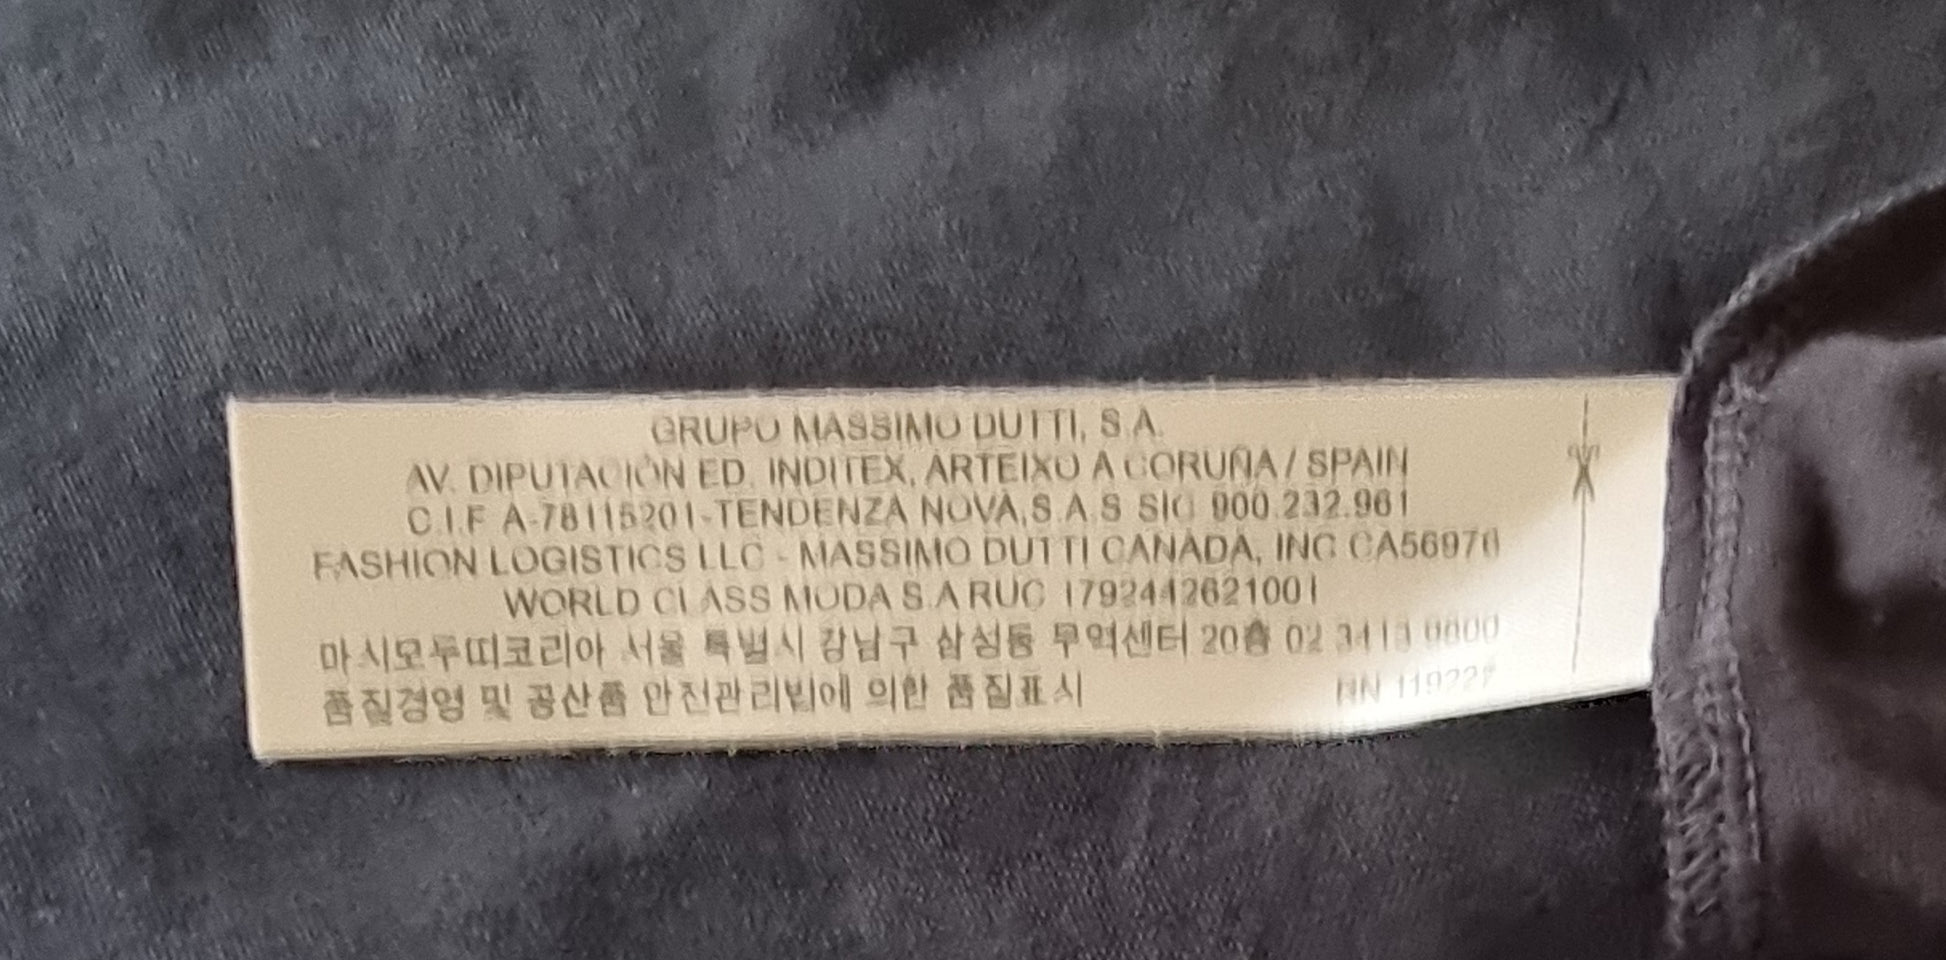 GRUPO MASSIMO DUTTI, S.A.
AV. DIPUTACIÓN ED. INDITEX, ARTEIXO A CORUÑA / SPAIN
C.I.F A-78115201-TENDENZA NOVA,S.A.S SIC 900.232.961
FASHION LOGISTICS LLC - MASSIMO DUTTI CANADA, INC CA56976
WORLD CLASS MODA S.A RUC 1792442621001
마시모두띠코리아 서울 특별시 강남구 삼성동 무역센터 20층 02 3413
품질경영 및 공산품 안전관리법에 의한 품질표시